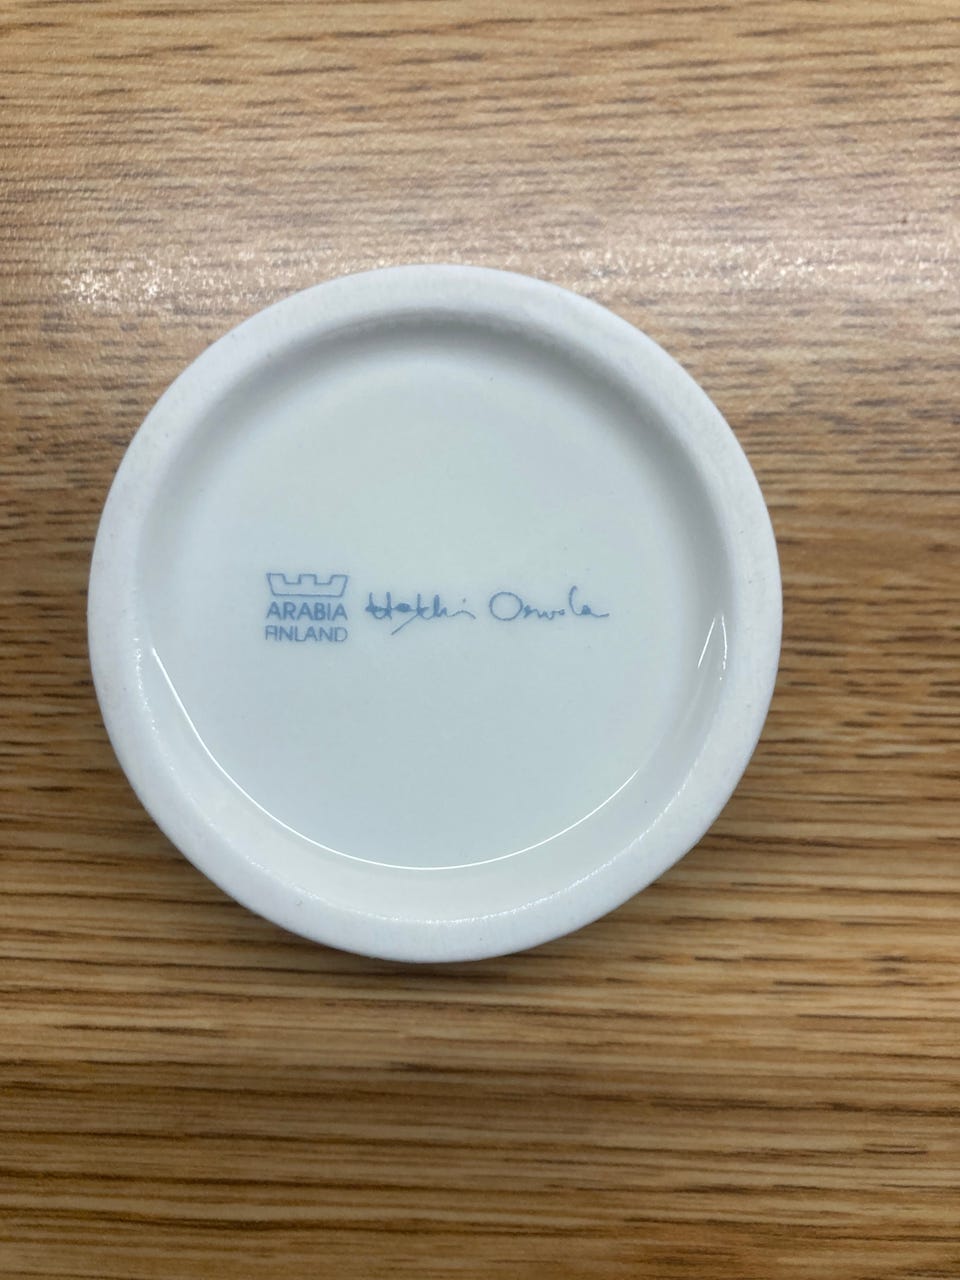 ARABIA
FINLAND
Heikki Orvola